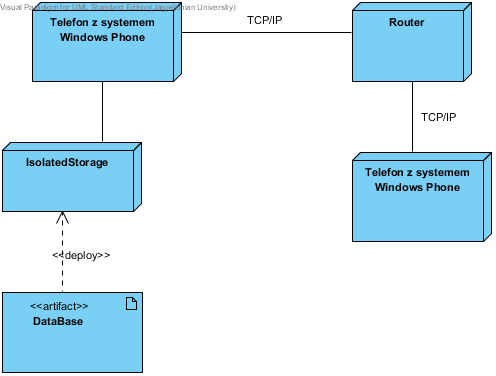 Visual Paradigm for UML Standard Edition(Jagiellonian University)
Telefon z systemem
Windows Phone
TCP/IP
Router
TCP/IP
IsolatedStorage
Telefon z systemem
Windows Phone
<<deploy>>
<<artifact>>
DataBase